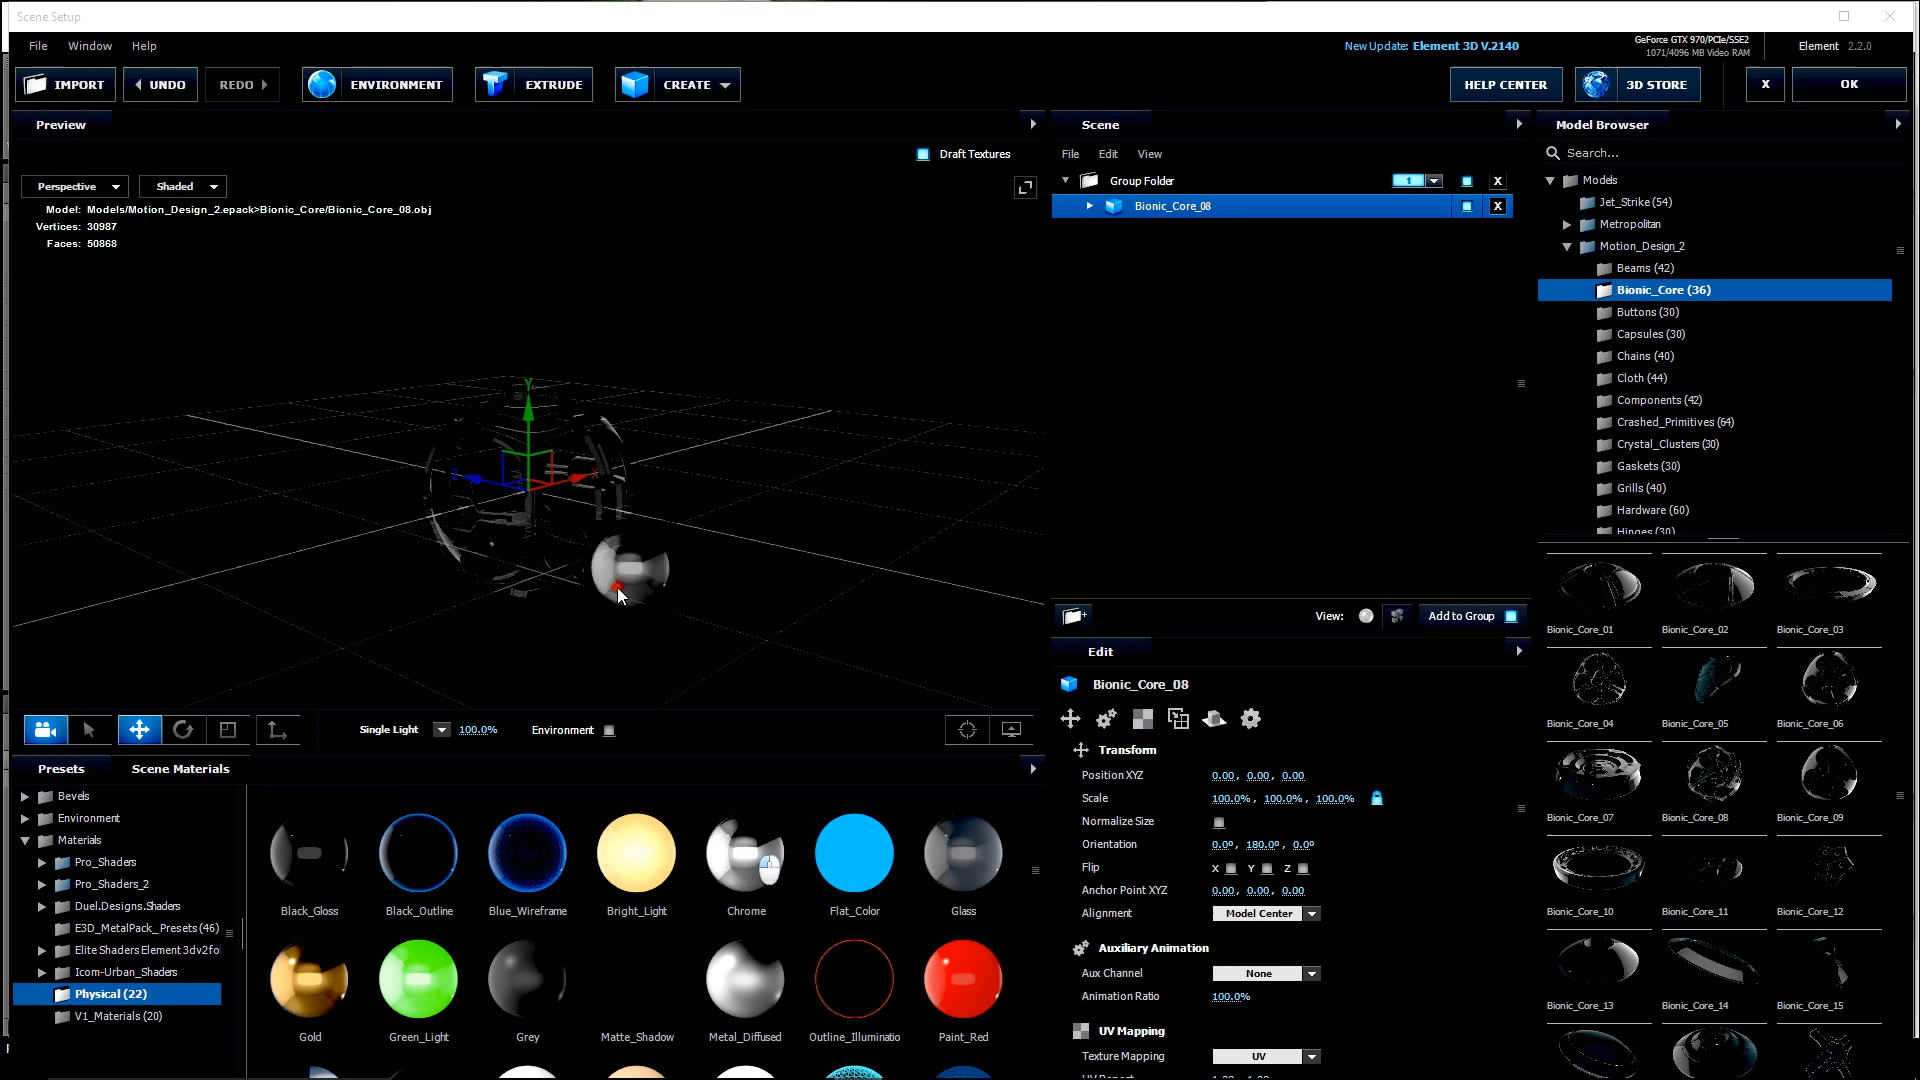 Scene Setup
File Window Help
New Update: Element 3D V.2140
GeForce GTX 970/PCIe/SSE2
1071/4096 MB Video RAM
Element 2.2.0
IMPORT
UNDO
REDO
ENVIRONMENT
EXTRUDE
CREATE
HELP CENTER
3D STORE
X
OK
Preview
Draft Textures
Perspective
Shaded
Model: Models/Motion_Design_2.epack>Bionic_Core/Bionic_Core_08.obj
Vertices: 30987
Faces: 50868
Y
X
Single Light
100.0%
Environment
Scene
File Edit View
Group Folder
1
X
Bionic_Core_08
X
View:
Add to Group
Model Browser
Search...
Models
Jet_Strike (54)
Metropolitan
Motion_Design_2
Beams (42)
Bionic_Core (36)
Buttons (30)
Capsules (30)
Chains (40)
Cloth (44)
Components (42)
Crashed_Primitives (64)
Crystal_Clusters (30)
Gaskets (30)
Grills (40)
Hardware (60)
Hinges (30)
Bionic_Core_01
Bionic_Core_02
Bionic_Core_03
Bionic_Core_04
Bionic_Core_05
Bionic_Core_06
Bionic_Core_07
Bionic_Core_08
Bionic_Core_09
Bionic_Core_10
Bionic_Core_11
Bionic_Core_12
Bionic_Core_13
Bionic_Core_14
Bionic_Core_15
Presets
Scene Materials
Bevels
Environment
Materials
Pro_Shaders
Pro_Shaders_2
Duel.Designs.Shaders
E3D_MetalPack_Presets (46)
Elite Shaders Element 3dv2fol
Icom-Urban_Shaders
Physical (22)
V1_Materials (20)
Black_Gloss
Black_Outline
Blue_Wireframe
Bright_Light
Chrome
Flat_Color
Glass
Gold
Green_Light
Grey
Matte_Shadow
Metal_Diffused
Outline_Illuminatio
Paint_Red
Edit
Bionic_Core_08
Transform
Position XYZ 0.00, 0.00, 0.00
Scale 100.0%, 100.0%, 100.0%
Normalize Size
Orientation 0.0º, 180.0º, 0.0º
Flip X Y Z
Anchor Point XYZ 0.00, 0.00, 0.00
Alignment Model Center
Auxiliary Animation
Aux Channel None
Animation Ratio 100.0%
UV Mapping
Texture Mapping UV